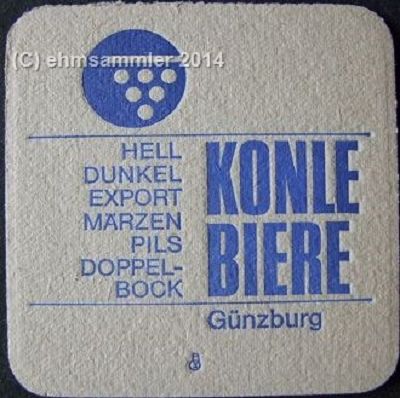 (C) ehmsammler 2014
HELL
DUNKEL
EXPORT
MÄRZEN
PILS
DOPPEL-
BOCK
KONLE
BIERE
Günzburg